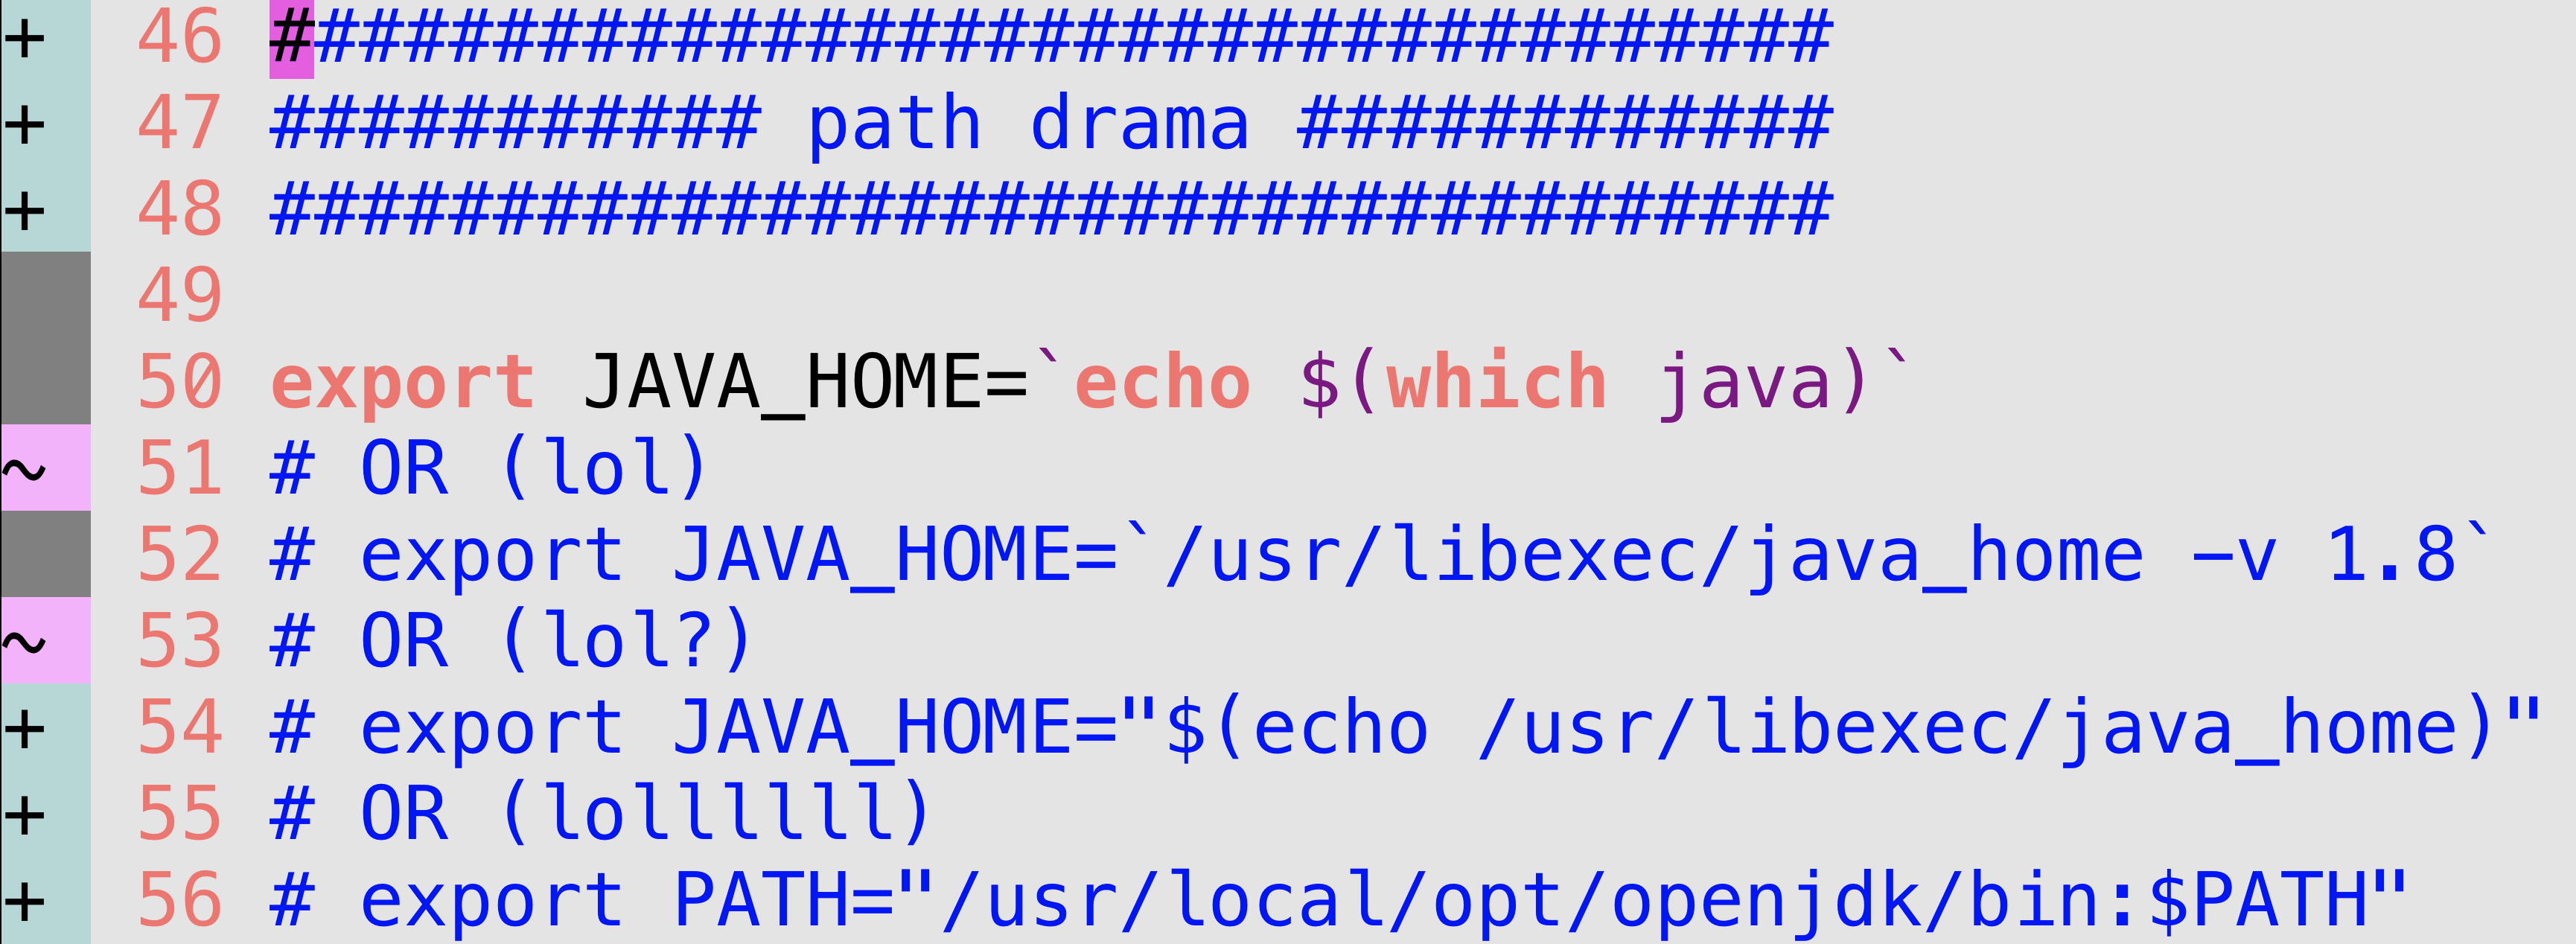 + 46 ###################################
+ 47 ########### path drama ############
+ 48 ###################################
49
50 export JAVA_HOME=`echo $(which java)`
~ 51 # OR (lol)
52 # export JAVA_HOME=`/usr/libexec/java_home -v 1.8`
~ 53 # OR (lol?)
+ 54 # export JAVA_HOME="$(echo /usr/libexec/java_home)"
+ 55 # OR (lolllllll)
+ 56 # export PATH="/usr/local/opt/openjdk/bin:$PATH"